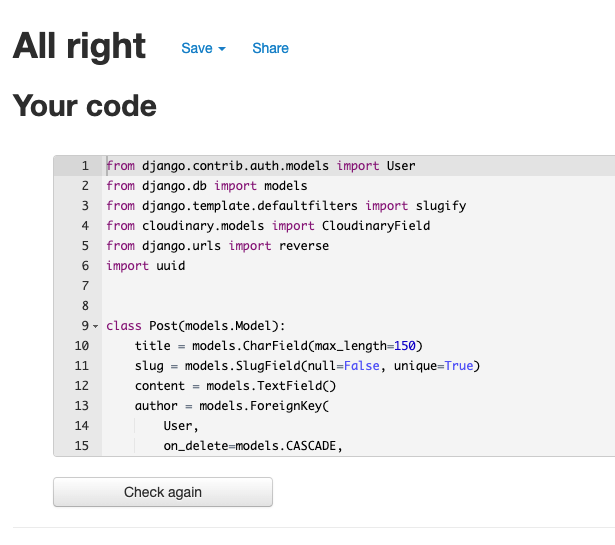 All right Save Share
Your code
1 from django.contrib.auth.models import User
2 from django.db import models
3 from django.template.defaultfilters import slugify
4 from cloudinary.models import CloudinaryField
5 from django.urls import reverse
6 import uuid
7
8
9 class Post(models.Model):
10     title = models.CharField(max_length=150)
11     slug = models.SlugField(null=False, unique=True)
12     content = models.TextField()
13     author = models.ForeignKey(
14         User,
15         on_delete=models.CASCADE,
Check again